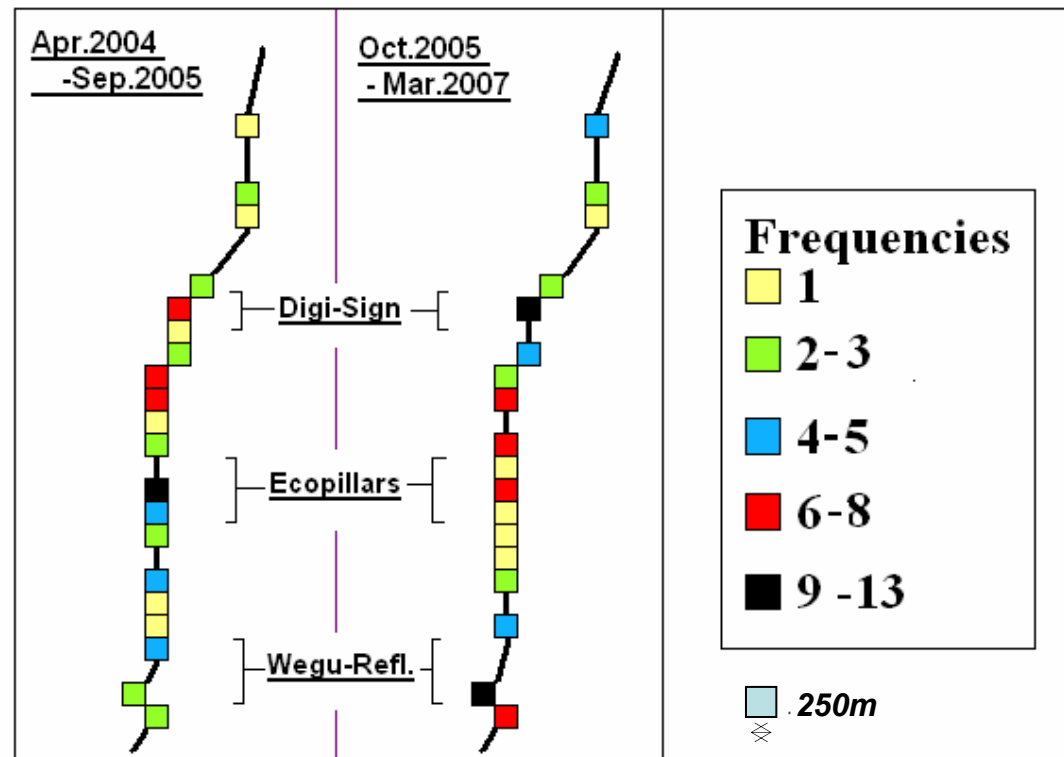 Apr.2004
-Sep.2005
Oct.2005
- Mar.2007
Digi-Sign
Ecopillars
Wegu-Refl.
Frequencies
1
2-3
4-5
6-8
9 -13
250m